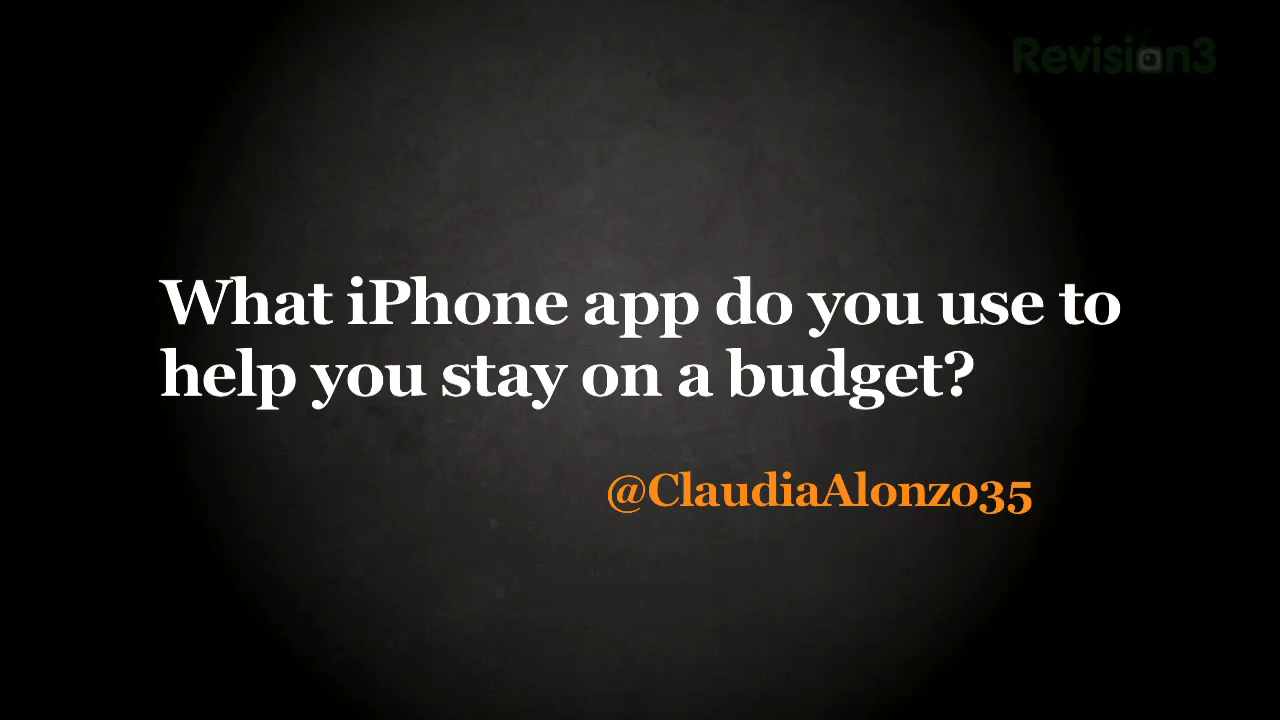 Revision3
What iPhone app do you use to
help you stay on a budget?
@ClaudiaAlonzo35